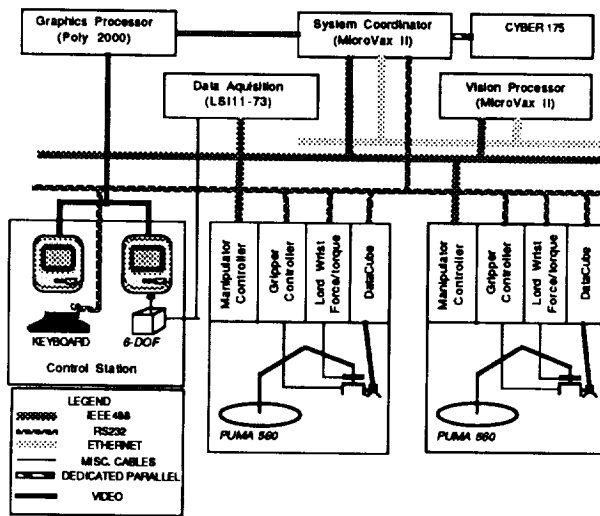 Graphics Processor
(Poly 2000)
System Coordinator
(MicroVax II)
CYBER 175
Data Aquisition
(LSI11-73)
Vision Processor
(MicroVax II)
Manipulator
Controller
Gripper
Controller
Lord Wrist
Force/torque
DataCube
Manipulator
Controller
Gripper
Controller
Lord Wrist
Force/torque
DataCube
KEYBOARD
6-DOF
Control Station
PUMA 560
PUMA 560
LEGEND
IEEE 488
RS232
ETHERNET
MISC. CABLES
DEDICATED PARALLEL
VIDEO